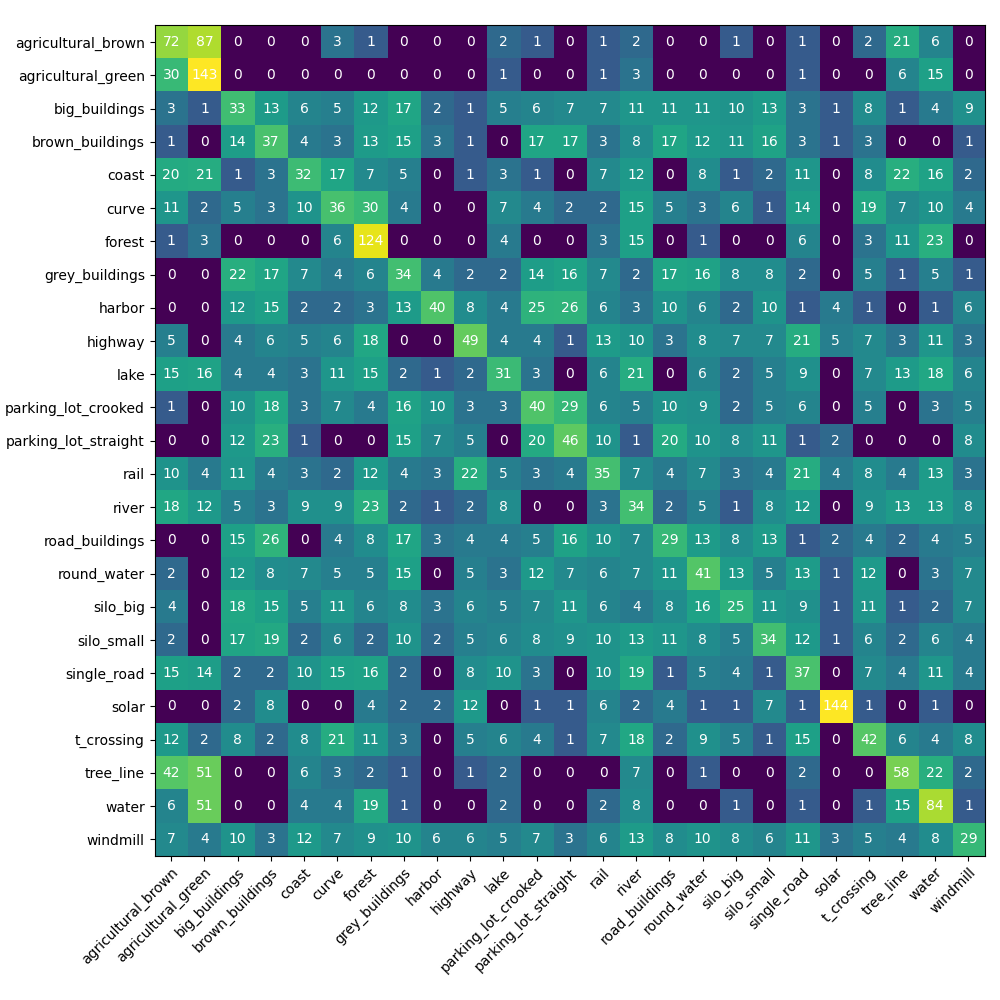 agricultural_brown 72 87 0 0 0 3 1 0 0 0 2 1 0 1 2 0 0 1 0 1 0 2 21 6 0
agricultural_green 30 143 0 0 0 0 0 0 0 0 1 0 0 1 3 0 0 0 0 1 0 0 6 15 0
big_buildings 3 1 33 13 6 5 12 17 2 1 5 6 7 7 11 11 11 10 13 3 1 8 1 4 9
brown_buildings 1 0 14 37 4 3 13 15 3 1 0 17 17 3 8 17 12 11 16 3 1 3 0 0 1
coast 20 21 1 3 32 17 7 5 0 1 3 1 0 7 12 0 8 1 2 11 0 8 22 16 2
curve 11 2 5 3 10 36 30 4 0 0 7 4 2 2 15 5 3 6 1 14 0 19 7 10 4
forest 1 3 0 0 0 6 124 0 0 0 4 0 0 3 15 0 1 0 0 6 0 3 11 23 0
grey_buildings 0 0 22 17 7 4 6 34 4 2 2 14 16 7 2 17 16 8 8 2 0 5 1 5 1
harbor 0 0 12 15 2 2 3 13 40 8 4 25 26 6 3 10 6 2 10 1 4 1 0 1 6
highway 5 0 4 6 5 6 18 0 0 49 4 4 1 13 10 3 8 7 7 21 5 7 3 11 3
lake 15 16 4 4 3 11 15 2 1 2 31 3 0 6 21 0 6 2 5 9 0 7 13 18 6
parking_lot_crooked 1 0 10 18 3 7 4 16 10 3 3 40 29 6 5 10 9 2 5 6 0 5 0 3 5
parking_lot_straight 0 0 12 23 1 0 0 15 7 5 0 20 46 10 1 20 10 8 11 1 2 0 0 0 8
rail 10 4 11 4 3 2 12 4 3 22 5 3 4 35 7 4 7 3 4 21 4 8 4 13 3
river 18 12 5 3 9 9 23 2 1 2 8 0 0 3 34 2 5 1 8 12 0 9 13 13 8
road_buildings 0 0 15 26 0 4 8 17 3 4 4 5 16 10 7 29 13 8 13 1 2 4 2 4 5
round_water 2 0 12 8 7 5 5 15 0 5 3 12 7 6 7 11 41 13 5 13 1 12 0 3 7
silo_big 4 0 18 15 5 11 6 8 3 6 5 7 11 6 4 8 16 25 11 9 1 11 1 2 7
silo_small 2 0 17 19 2 6 2 10 2 5 6 8 9 10 13 11 8 5 34 12 1 6 2 6 4
single_road 15 14 2 2 10 15 16 2 0 8 10 3 0 10 19 1 5 4 1 37 0 7 4 11 4
solar 0 0 2 8 0 0 4 2 2 12 0 1 1 6 2 4 1 1 7 1 144 1 0 1 0
t_crossing 12 2 8 2 8 21 11 3 0 5 6 4 1 7 18 2 9 5 1 15 0 42 6 4 8
tree_line 42 51 0 0 6 3 2 1 0 1 2 0 0 0 7 0 1 0 0 2 0 0 58 22 2
water 6 51 0 0 4 4 19 1 0 0 2 0 0 2 8 0 0 1 0 1 0 1 15 84 1
windmill 7 4 10 3 12 7 9 10 6 6 5 7 3 6 13 8 10 8 6 11 3 5 4 8 29
agricultural_brown agricultural_green big_buildings brown_buildings coast curve forest grey_buildings harbor highway lake parking_lot_crooked parking_lot_straight rail river road_buildings round_water silo_big silo_small single_road solar t_crossing tree_line water windmill